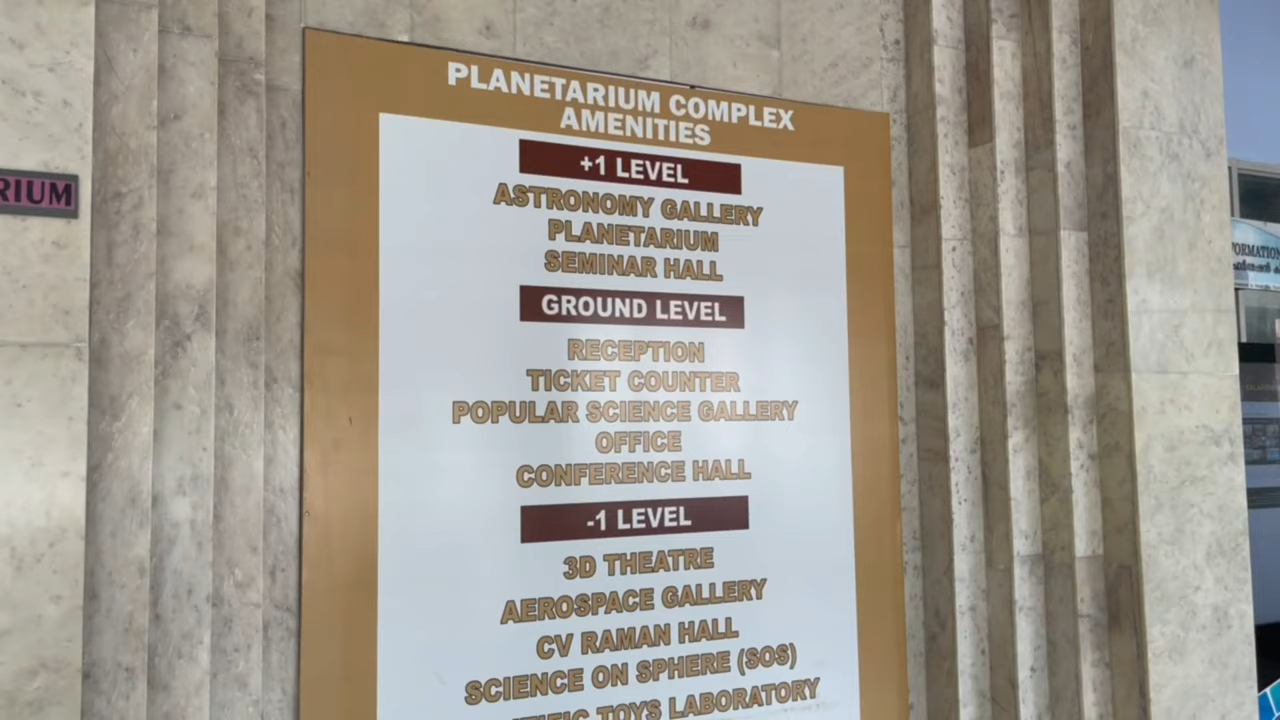 PLANETARIUM COMPLEX
AMENITIES
+1 LEVEL
ASTRONOMY GALLERY
PLANETARIUM
SEMINAR HALL
GROUND LEVEL
RECEPTION
TICKET COUNTER
POPULAR SCIENCE GALLERY
OFFICE
CONFERENCE HALL
-1 LEVEL
3D THEATRE
AEROSPACE GALLERY
CV RAMAN HALL
SCIENCE ON SPHERE (SOS)
TOYS LABORATORY
RIUM